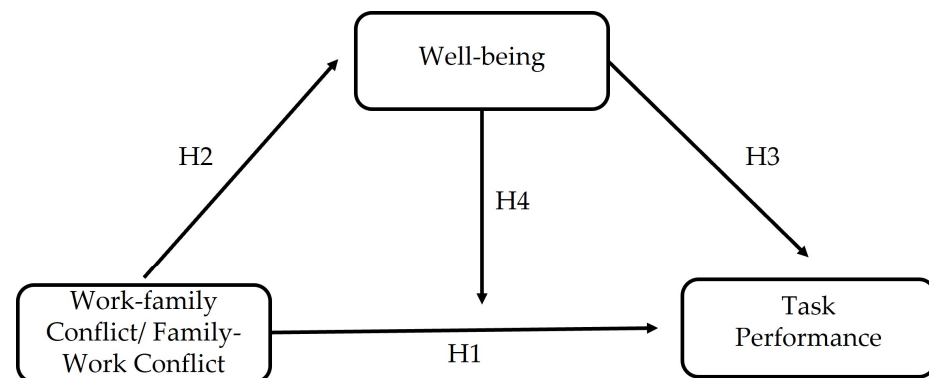 Well-being
H2
H3
H4
Work-family
Conflict/ Family-
Work Conflict
Task
Performance
H1